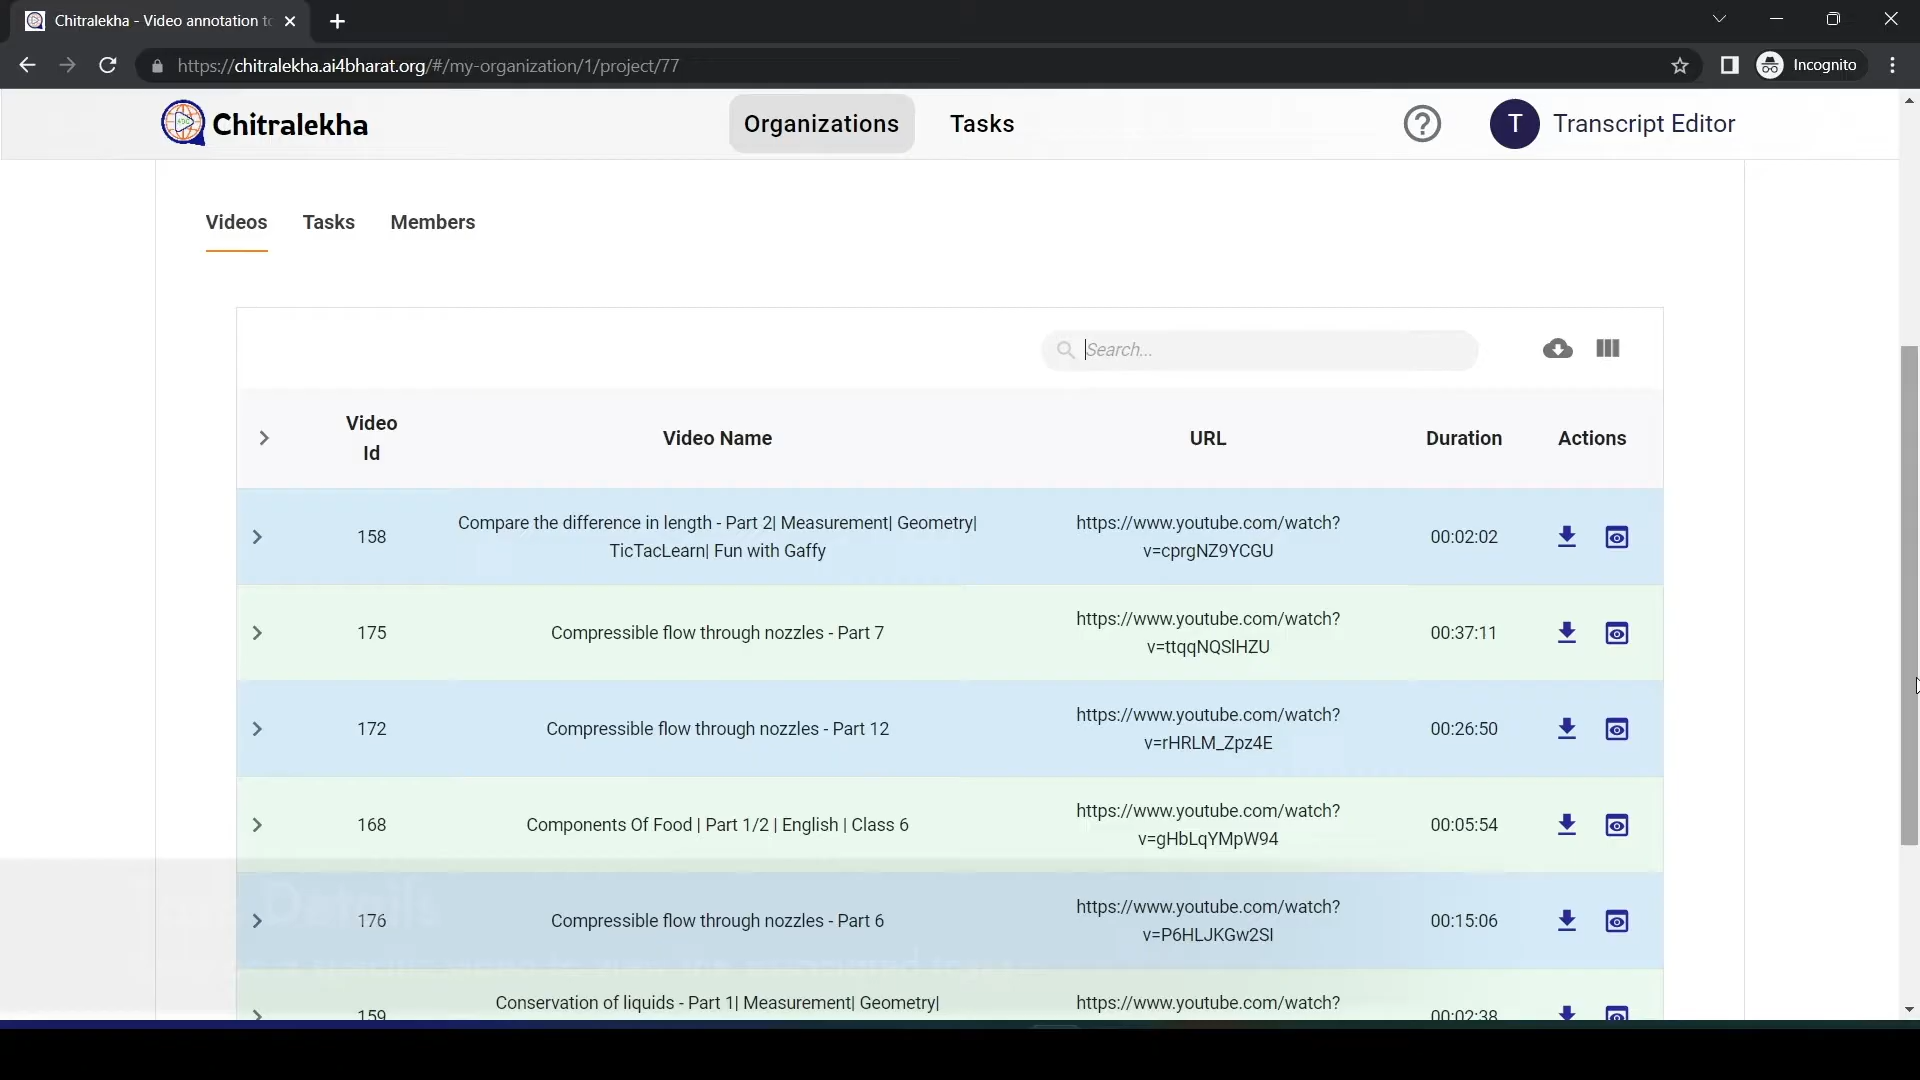 Chitralekha - Video annotation to
https://chitralekha.ai4bharat.org/#/my-organization/1/project/77
Incognito
Chitralekha
Organizations
Tasks
T
Transcript Editor
Videos
Tasks
Members
Search...
Video
Id
Video Name
URL
Duration
Actions
158
Compare the difference in length - Part 2| Measurement| Geometry|
TicTacLearn| Fun with Gaffy
https://www.youtube.com/watch?
v=cprgNZ9YCGU
00:02:02
175
Compressible flow through nozzles - Part 7
https://www.youtube.com/watch?
v=ttqqNQSlHZU
00:37:11
172
Compressible flow through nozzles - Part 12
https://www.youtube.com/watch?
v=rHRLM_Zpz4E
00:26:50
168
Components Of Food | Part 1/2 | English | Class 6
https://www.youtube.com/watch?
v=gHbLqYMpW94
00:05:54
176
Compressible flow through nozzles - Part 6
https://www.youtube.com/watch?
v=P6HLJKGw2SI
00:15:06
159
Conservation of liquids - Part 1| Measurement| Geometry|
https://www.youtube.com/watch?
00:02:38